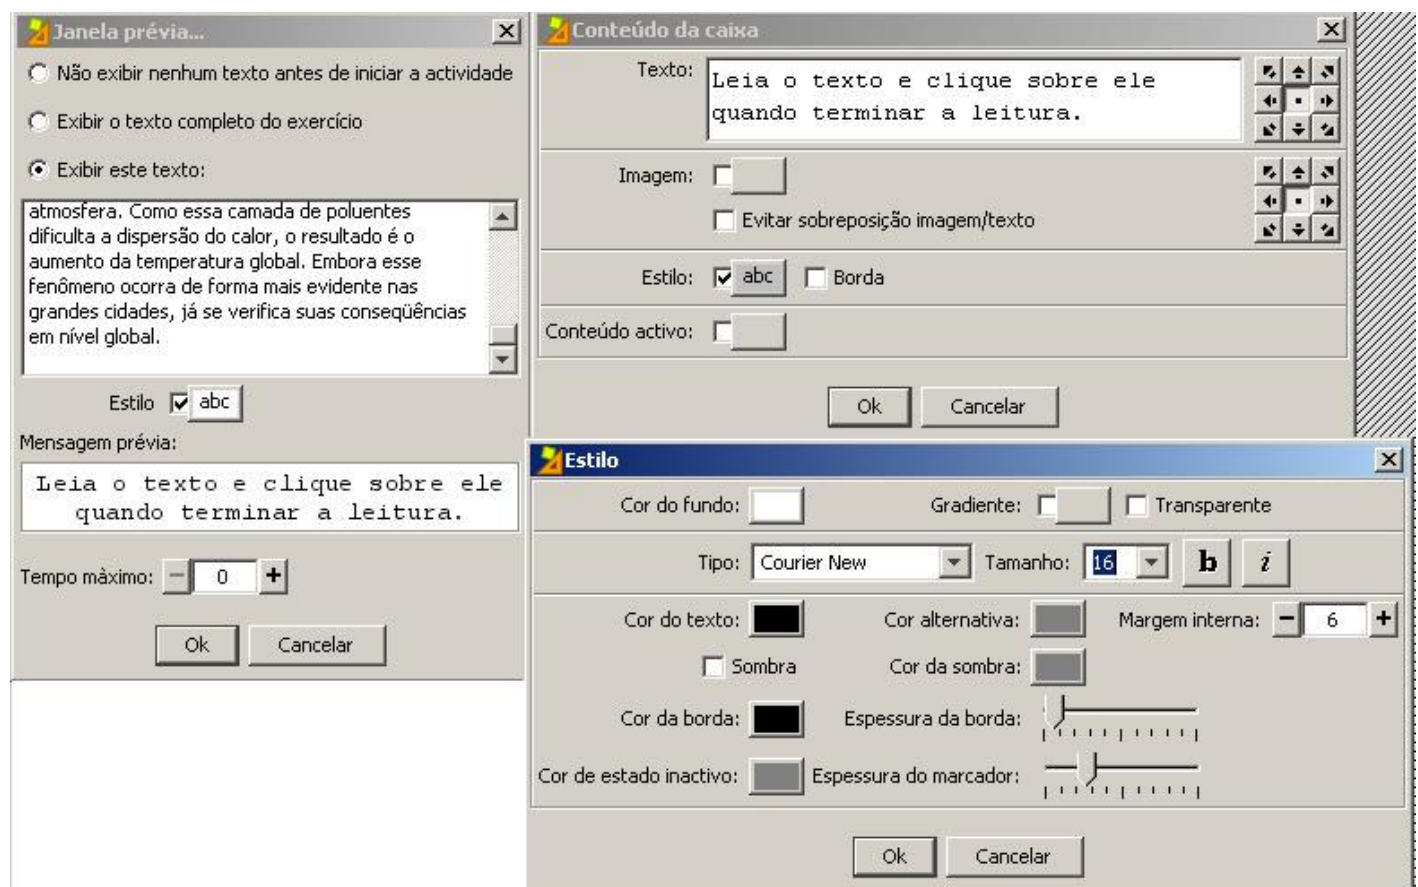 Janela prévia...
Não exibir nenhum texto antes de iniciar a actividade
Exibir o texto completo do exercício
Exibir este texto:
atmosfera. Como essa camada de poluentes
dificulta a dispersão do calor, o resultado é o
aumento da temperatura global. Embora esse
fenômeno ocorra de forma mais evidente nas
grandes cidades, já se verifica suas conseqüências
em nível global.
Estilo abc
Mensagem prévia:
Leia o texto e clique sobre ele
quando terminar a leitura.
Tempo màximo: 0
Ok Cancelar
Conteúdo da caixa
Texto: Leia o texto e clique sobre ele
quando terminar a leitura.
Imagem:
Evitar sobreposição imagem/texto
Estilo: abc Borda
Conteúdo activo:
Ok Cancelar
Estilo
Cor do fundo: Gradiente: Transparente
Tipo: Courier New Tamanho: 16 b i
Cor do texto: Cor alternativa: Margem interna: 6
Sombra Cor da sombra:
Cor da borda: Espessura da borda:
Cor de estado inactivo: Espessura do marcador:
Ok Cancelar